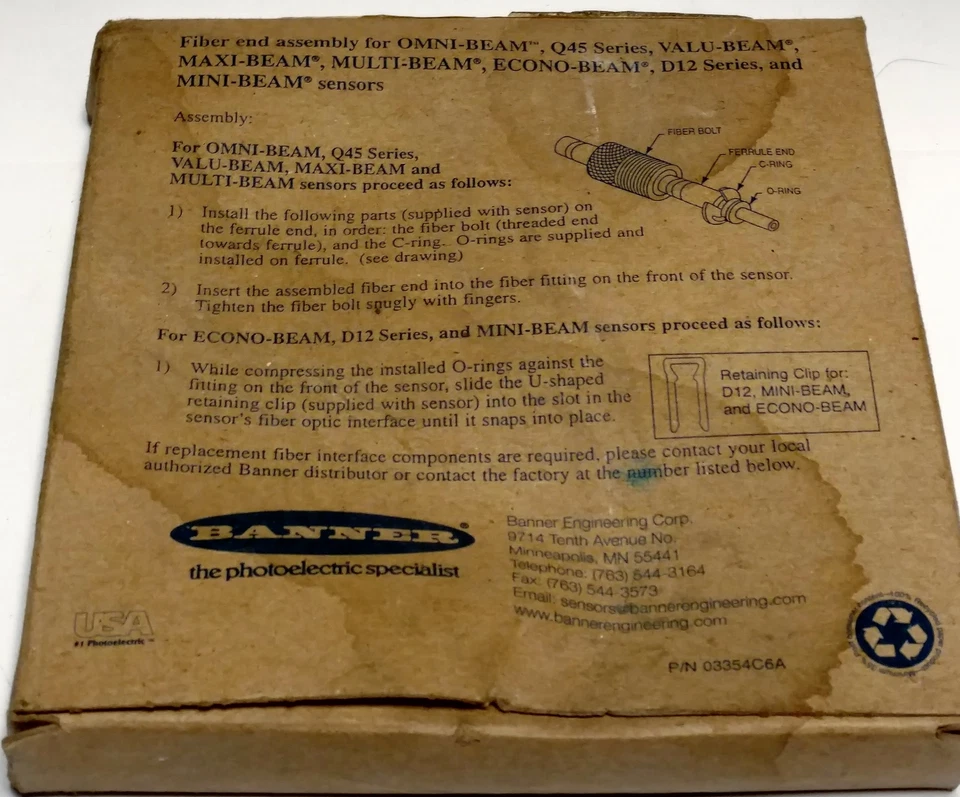 Fiber end assembly for OMNI-BEAM™, Q45 Series, VALU-BEAM®,
MAXI-BEAM®, MULTI-BEAM®, ECONO-BEAM®, D12 Series, and
MINI-BEAM® sensors
Assembly:
For OMNI-BEAM, Q45 Series,
VALU-BEAM, MAXI-BEAM and
MULTI-BEAM sensors proceed as follows:
FIBER BOLT
FERRULE END
C-RING
O-RING
1) Install the following parts (supplied with sensor) on
the ferrule end, in order: the fiber bolt (threaded end
towards ferrule), and the C-ring. O-rings are supplied and
installed on ferrule. (see drawing)
2) Insert the assembled fiber end into the fiber fitting on the front of the sensor.
Tighten the fiber bolt snugly with fingers.
For ECONO-BEAM, D12 Series, and MINI-BEAM sensors proceed as follows:
1) While compressing the installed O-rings against the
fitting on the front of the sensor, slide the U-shaped
retaining clip (supplied with sensor) into the slot in the
sensor's fiber optic interface until it snaps into place.
Retaining Clip for:
D12, MINI-BEAM,
and ECONO-BEAM
If replacement fiber interface components are required, please contact your local
authorized Banner distributor or contact the factory at the number listed below.
BANNER®
the photoelectric specialist
Banner Engineering Corp.
9714 Tenth Avenue No.
Minneapolis, MN 55441
Telephone: (763) 544-3164
Fax: (763) 544-3573
Email: sensors@bannerengineering.com
www.bannerengineering.com
USA
#1 Photoelectric™
P/N 03354C6A